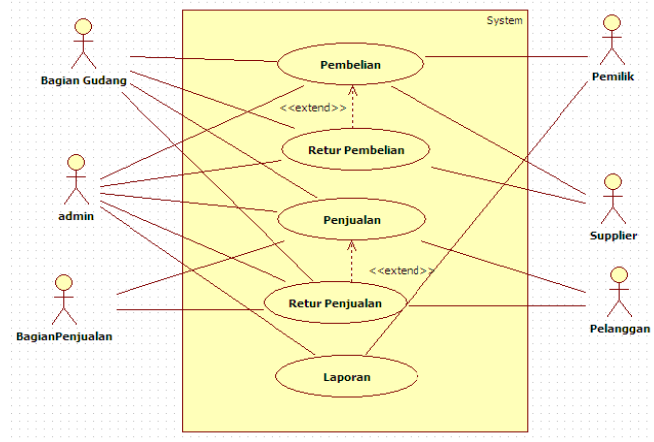 System
Bagian Gudang
Pembelian
Pemilik
<<extend>>
Retur Pembelian
admin
Penjualan
Supplier
<<extend>>
Retur Penjualan
BagianPenjualan
Pelanggan
Laporan